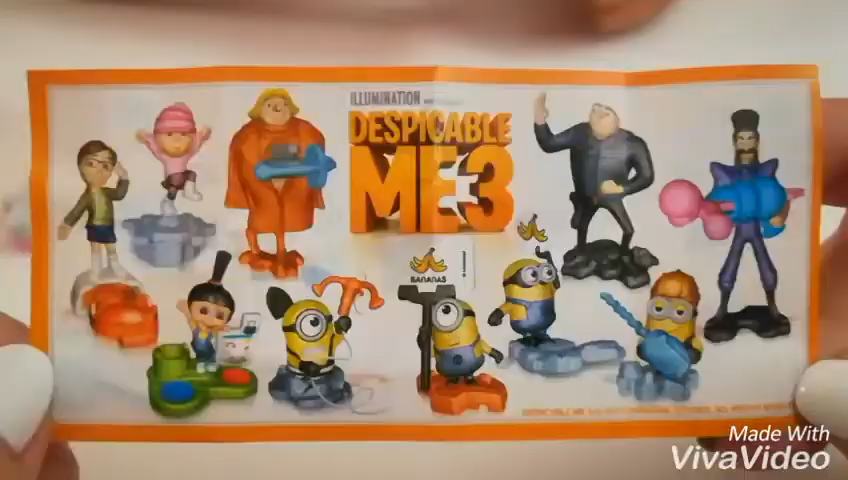 ILLUMINATION
DESPICABLE
ME3
BANANAS
Made With
VivaVideo